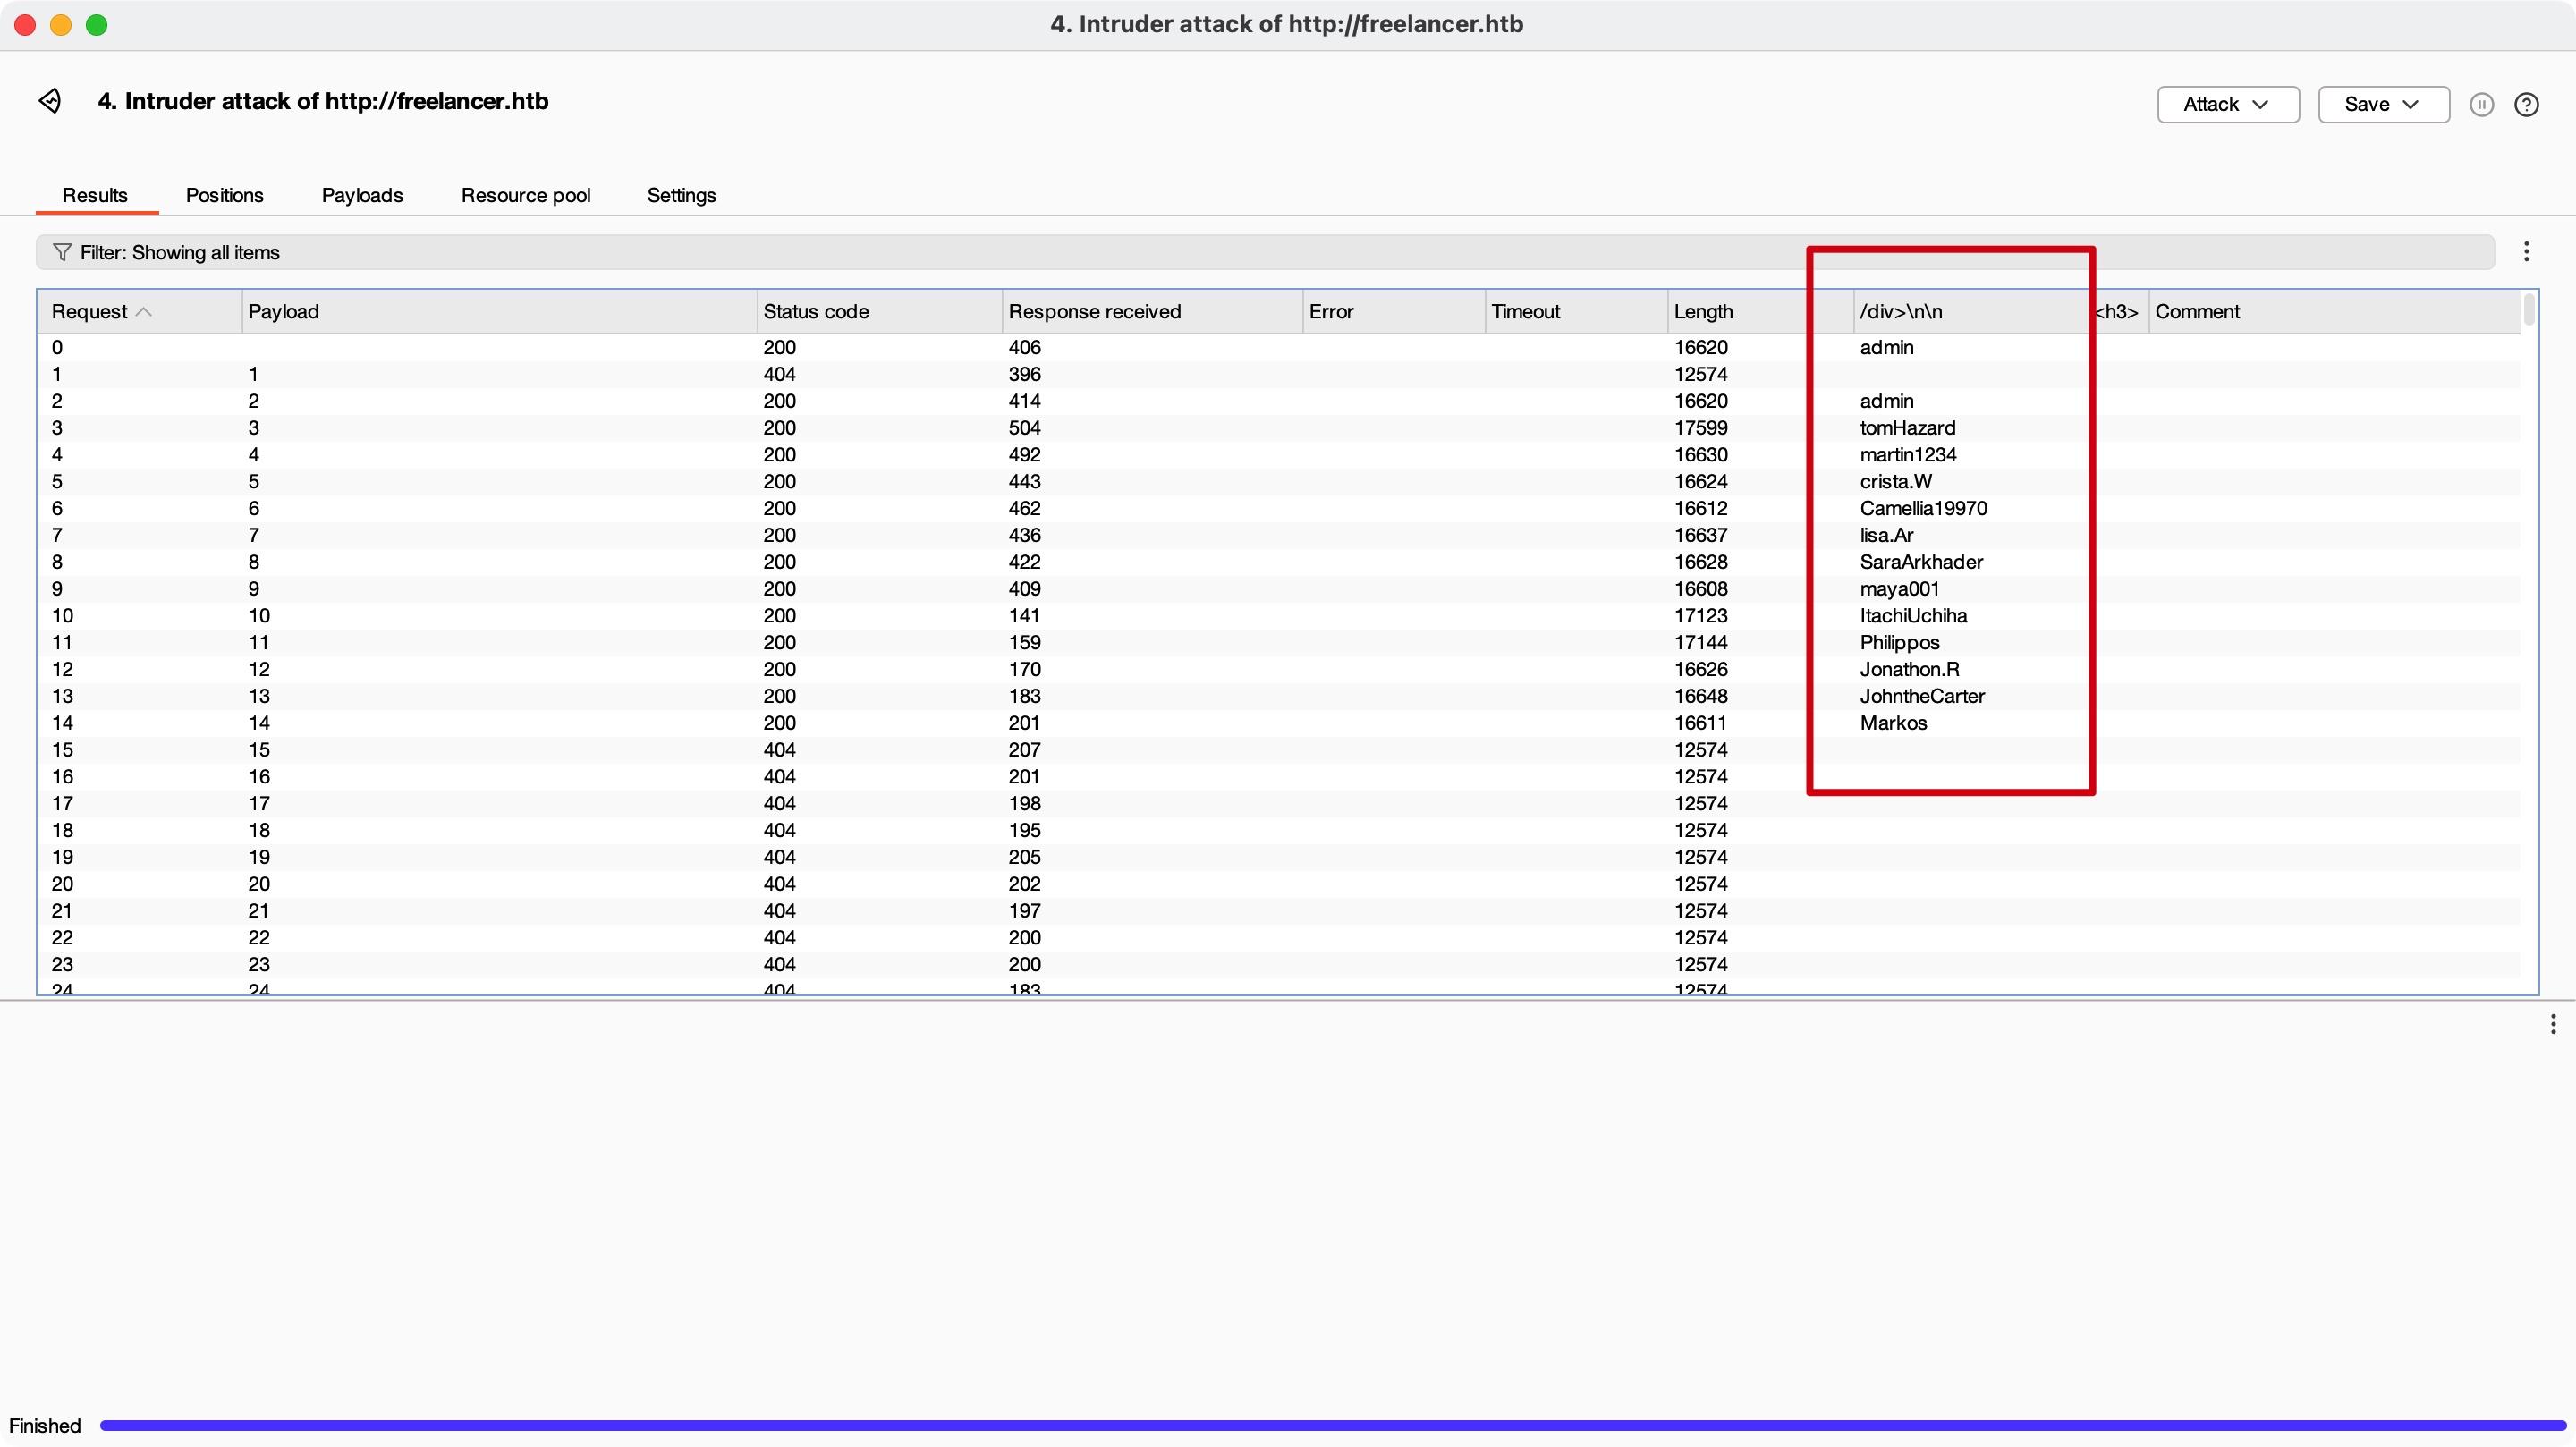 4. Intruder attack of http://freelancer.htb
4. Intruder attack of http://freelancer.htb
Attack Save
Results Positions Payloads Resource pool Settings
Filter: Showing all items
Request Payload Status code Response received Error Timeout Length /div>\n\n <h3> Comment
0 200 406 16620 admin
1 1 404 396 12574
2 2 200 414 16620 admin
3 3 200 504 17599 tomHazard
4 4 200 492 16630 martin1234
5 5 200 443 16624 crista.W
6 6 200 462 16612 Camellia19970
7 7 200 436 16637 lisa.Ar
8 8 200 422 16628 SaraArkhader
9 9 200 409 16608 maya001
10 10 200 141 17123 ItachiUchiha
11 11 200 159 17144 Philippos
12 12 200 170 16626 Jonathon.R
13 13 200 183 16648 JohntheCarter
14 14 200 201 16611 Markos
15 15 404 207 12574
16 16 404 201 12574
17 17 404 198 12574
18 18 404 195 12574
19 19 404 205 12574
20 20 404 202 12574
21 21 404 197 12574
22 22 404 200 12574
23 23 404 200 12574
24 24 404 183 12574
Finished